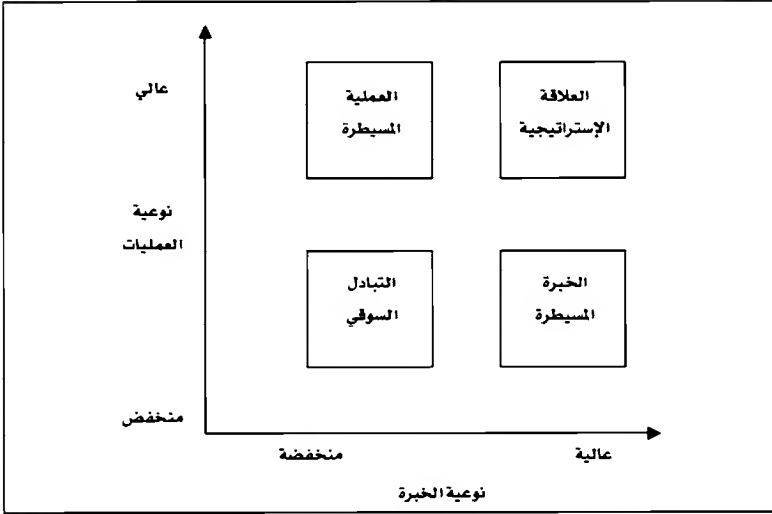 عالي
العملية
المسيطرة
العلاقة
الإستراتيجية
نوعية
العمليات
التبادل
السوقي
الخبرة
المسيطرة
منخفض
منخفضة
عالية
نوعية الخبرة